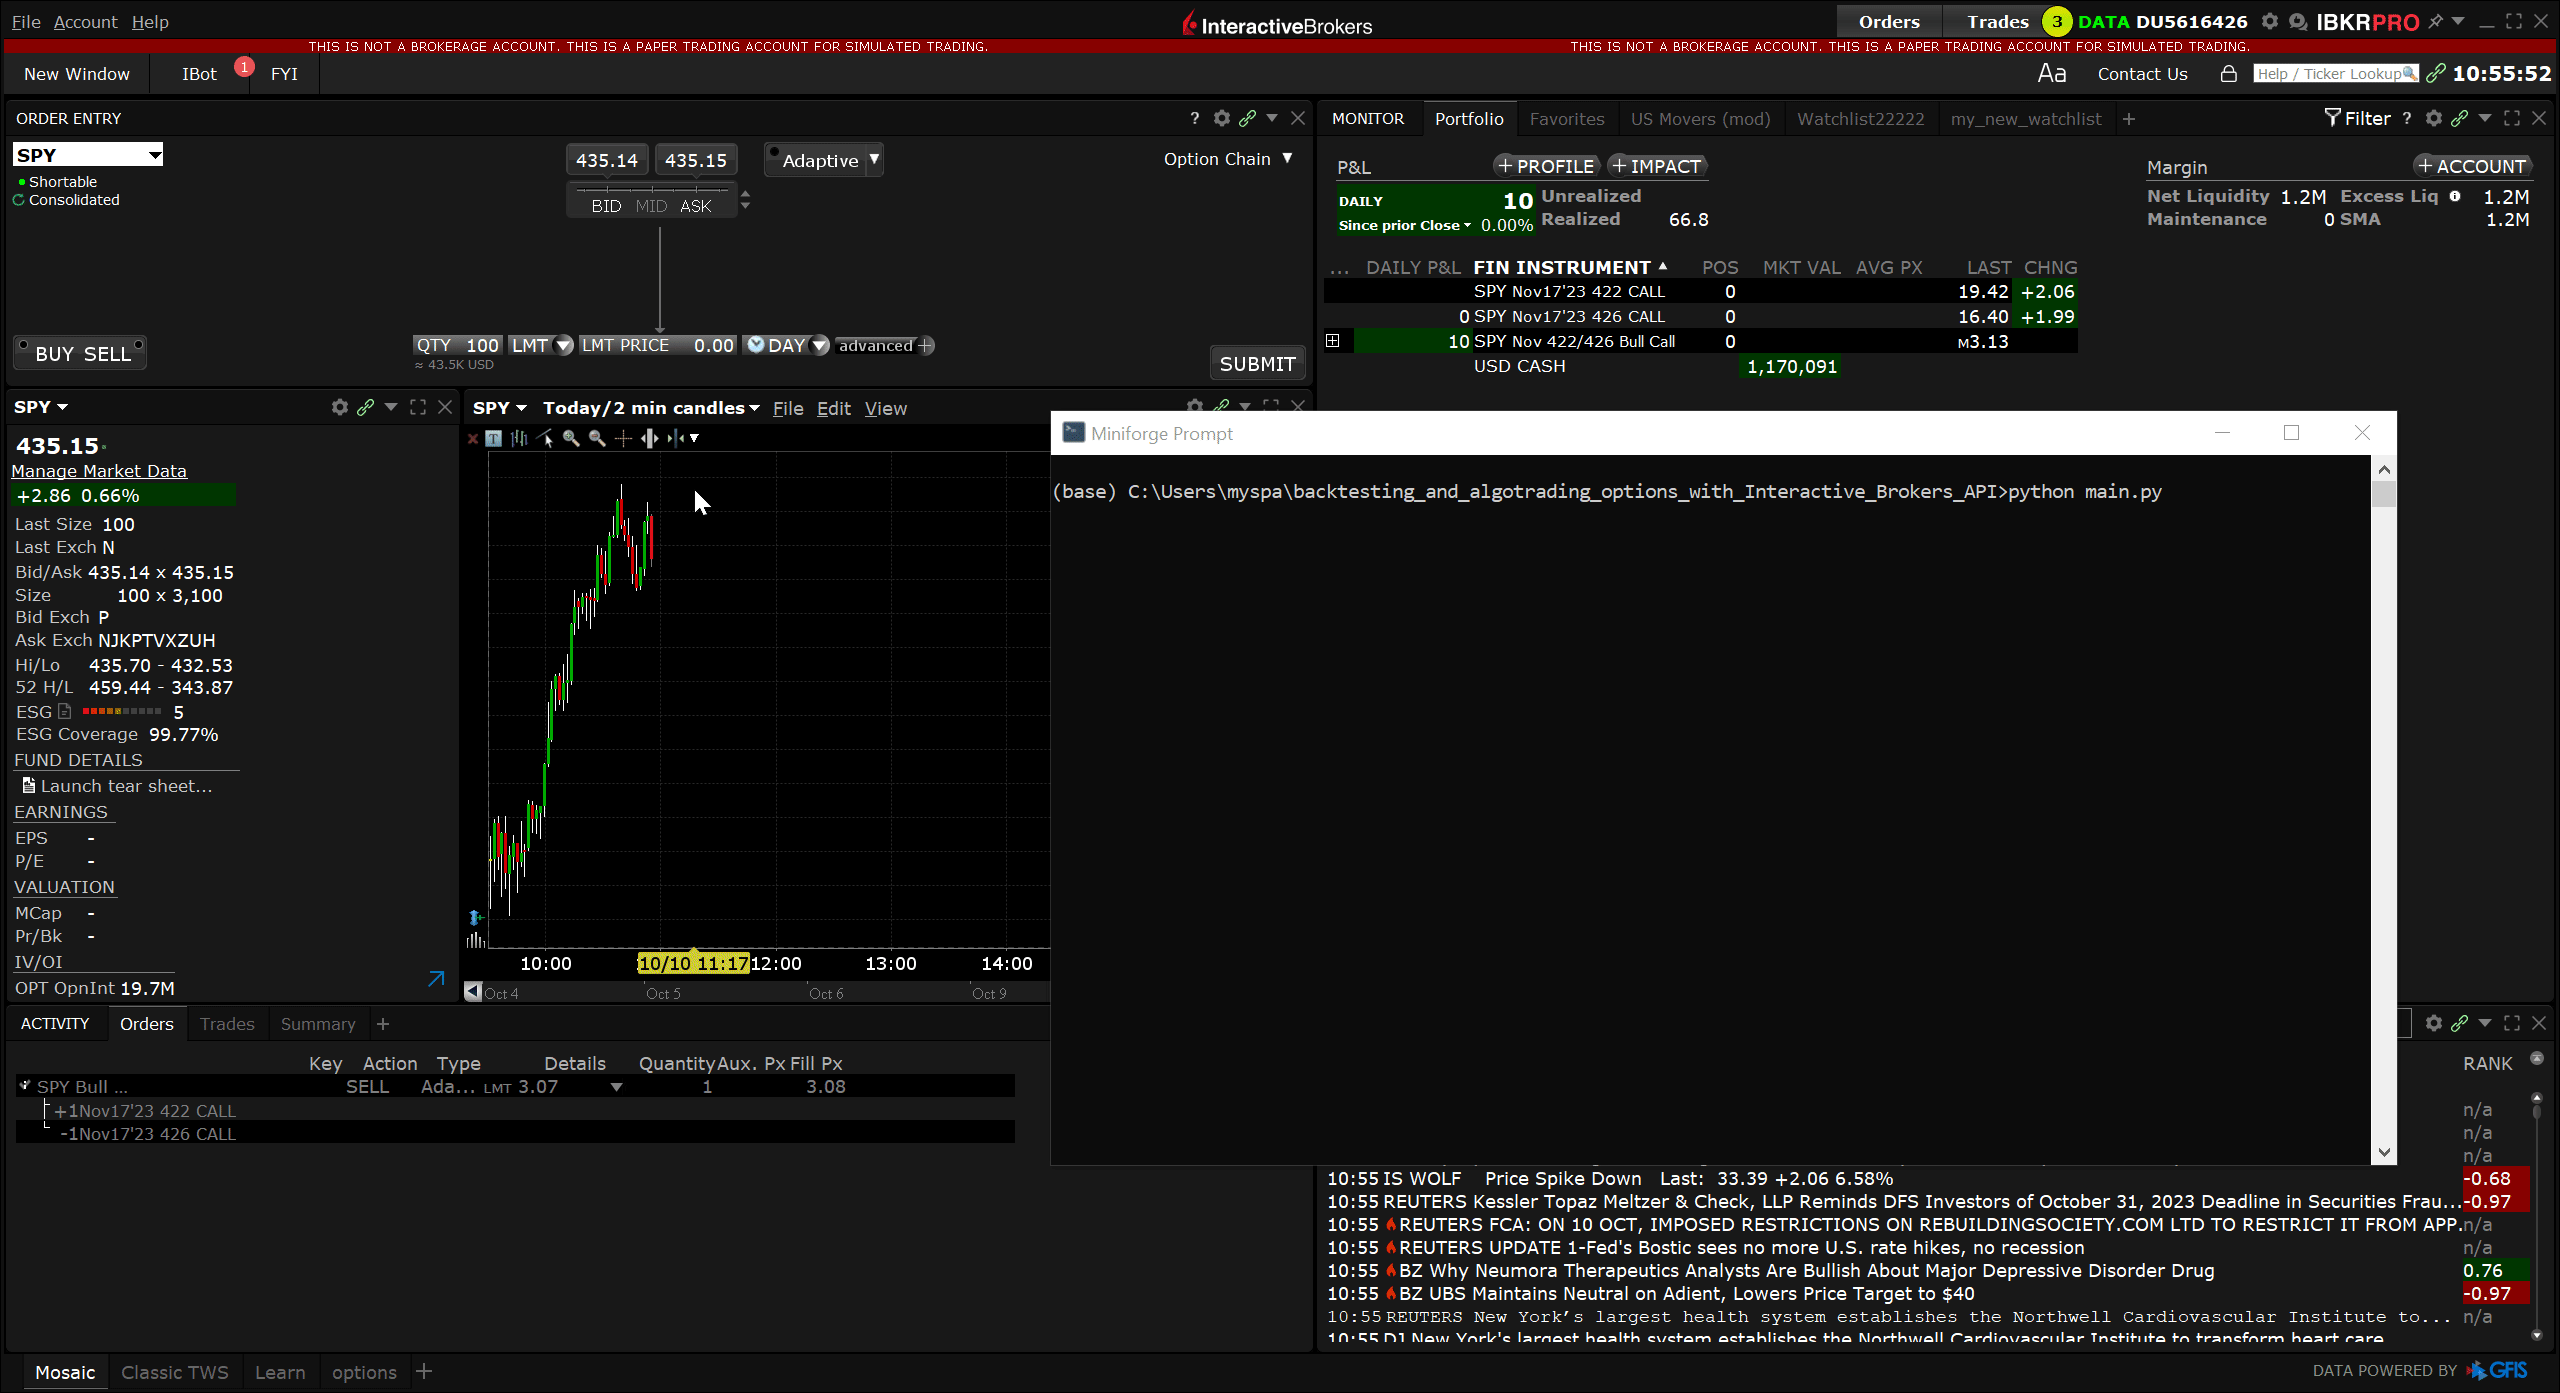 File Account Help
InteractiveBrokers
Orders Trades 3 DATA DU5616426 IBKRPRO
THIS IS NOT A BROKERAGE ACCOUNT. THIS IS A PAPER TRADING ACCOUNT FOR SIMULATED TRADING.
THIS IS NOT A BROKERAGE ACCOUNT. THIS IS A PAPER TRADING ACCOUNT FOR SIMULATED TRADING.
New Window IBot 1 FYI
Aa Contact Us Help / Ticker Lookup 10:55:52
ORDER ENTRY ?
SPY
Shortable
Consolidated
435.14 435.15 Adaptive Option Chain
BID MID ASK
BUY SELL
QTY 100 LMT LMT PRICE 0.00 DAY advanced +
≈ 43.5K USD
SUBMIT
MONITOR Portfolio Favorites US Movers (mod) Watchlist22222 my_new_watchlist + Filter ?
P&L + PROFILE + IMPACT
DAILY 10 Unrealized
Since prior Close 0.00% Realized 66.8
Margin + ACCOUNT
Net Liquidity 1.2M Excess Liq 1.2M
Maintenance 0 SMA 1.2M
... DAILY P&L FIN INSTRUMENT POS MKT VAL AVG PX LAST CHNG
SPY Nov17'23 422 CALL 0 19.42 +2.06
0 SPY Nov17'23 426 CALL 0 16.40 +1.99
10 SPY Nov 422/426 Bull Call 0 M3.13
USD CASH 1,170,091
SPY
435.15
Manage Market Data
+2.86 0.66%
Last Size 100
Last Exch N
Bid/Ask 435.14 x 435.15
Size 100 x 3,100
Bid Exch P
Ask Exch NJKPTVXZUH
Hi/Lo 435.70 - 432.53
52 H/L 459.44 - 343.87
ESG 5
ESG Coverage 99.77%
FUND DETAILS
Launch tear sheet...
EARNINGS
EPS -
P/E -
VALUATION
MCap -
Pr/Bk -
IV/OI
OPT OpnInt 19.7M
SPY Today/2 min candles File Edit View
10:00 10/10 11:17 12:00 13:00 14:00
Oct 4 Oct 5 Oct 6 Oct 9
Miniforge Prompt
(base) C:\Users\myspa\backtesting_and_algotrading_options_with_Interactive_Brokers_API>python main.py
ACTIVITY Orders Trades Summary +
Key Action Type Details Quantity Aux. Px Fill Px
SPY Bull ... SELL Ada... LMT 3.07 1 3.08
+1 Nov17'23 422 CALL
-1 Nov17'23 426 CALL
RANK
n/a
n/a
n/a
10:55 IS WOLF Price Spike Down Last: 33.39 +2.06 6.58% -0.68
10:55 REUTERS Kessler Topaz Meltzer & Check, LLP Reminds DFS Investors of October 31, 2023 Deadline in Securities Frau... -0.97
10:55 REUTERS FCA: ON 10 OCT, IMPOSED RESTRICTIONS ON REBUILDINGSOCIETY.COM LTD TO RESTRICT IT FROM APP. n/a
10:55 REUTERS UPDATE 1-Fed's Bostic sees no more U.S. rate hikes, no recession n/a
10:55 BZ Why Neumora Therapeutics Analysts Are Bullish About Major Depressive Disorder Drug 0.76
10:55 BZ UBS Maintains Neutral on Adient, Lowers Price Target to $40 -0.97
10:55 REUTERS New York’s largest health system establishes the Northwell Cardiovascular Institute to... n/a
10:55 DJ New York's largest health system establishes the Northwell Cardiovascular Institute to transform heart care
Mosaic Classic TWS Learn options +
DATA POWERED BY GFIS